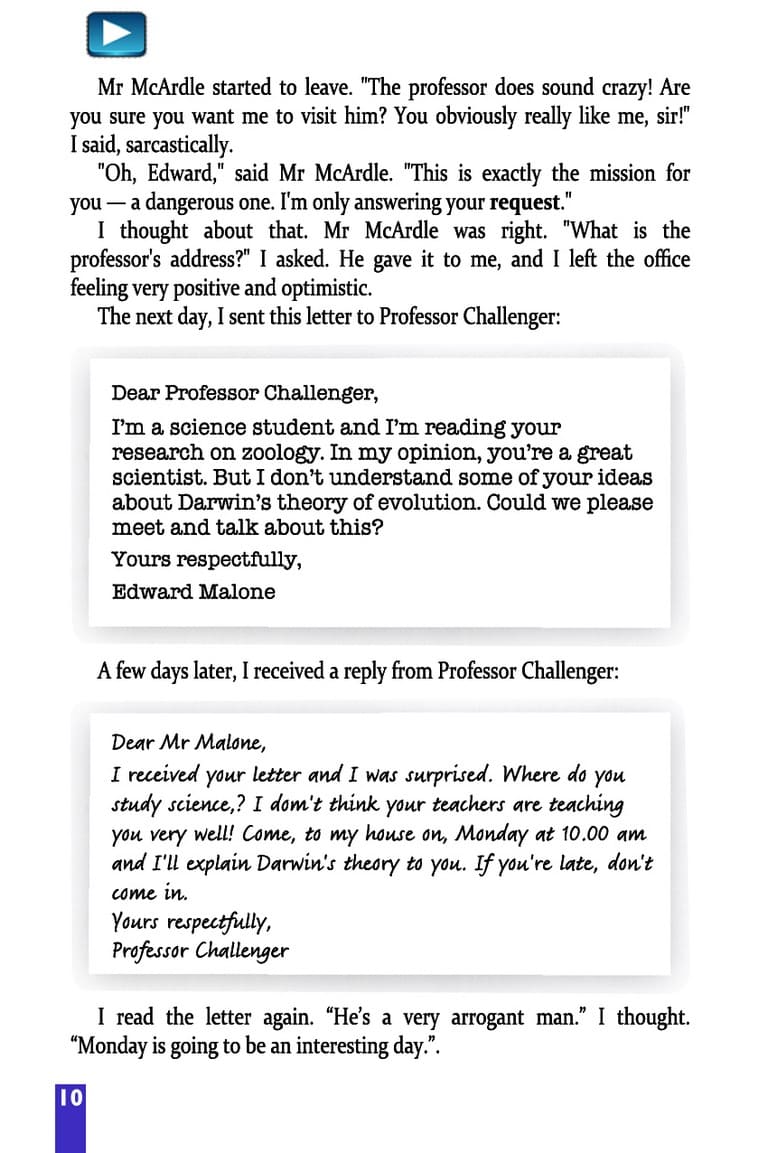 Mr McArdle started to leave. "The professor does sound crazy! Are
you sure you want me to visit him? You obviously really like me, sir!"
I said, sarcastically.
"Oh, Edward," said Mr McArdle. "This is exactly the mission for
you — a dangerous one. I'm only answering your request."
I thought about that. Mr McArdle was right. "What is the
professor's address?" I asked. He gave it to me, and I left the office
feeling very positive and optimistic.
The next day, I sent this letter to Professor Challenger:
Dear Professor Challenger,
I'm a science student and I'm reading your
research on zoology. In my opinion, you're a great
scientist. But I don't understand some of your ideas
about Darwin's theory of evolution. Could we please
meet and talk about this?
Yours respectfully,
Edward Malone
A few days later, I received a reply from Professor Challenger:
Dear Mr Malone,
I received your letter and I was surprised. Where do you
study science,? I dom't think your teachers are teaching
you very well! Come, to my house on, Monday at 10.00 am
and I'll explain Darwin's theory to you. If you're late, don't
come in.
Yours respectfully,
Professor Challenger
I read the letter again. “He’s a very arrogant man.” I thought.
“Monday is going to be an interesting day.”.
10